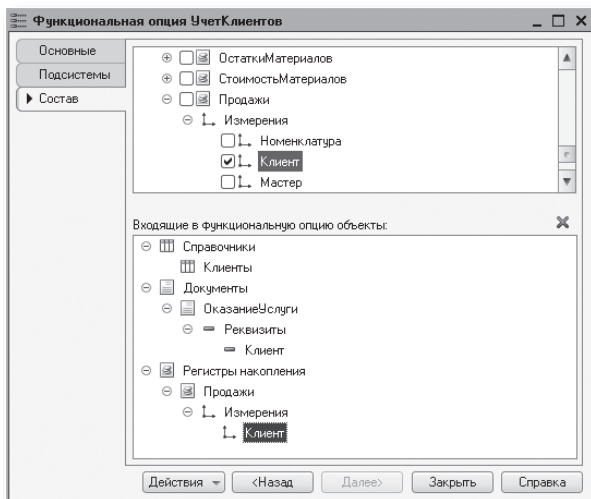 Функциональная опция УчетКлиентов
Основные
Подсистемы
Состав
ОстаткиМатериалов
СтоимостьМатериалов
Продажи
Измерения
Номенклатура
Клиент
Мастер
Входящие в функциональную опцию объекты:
Справочники
Клиенты
Документы
ОказаниеУслуги
Реквизиты
Клиент
Регистры накопления
Продажи
Измерения
Клиент
Действия <Назад Далее> Закрыть Справка